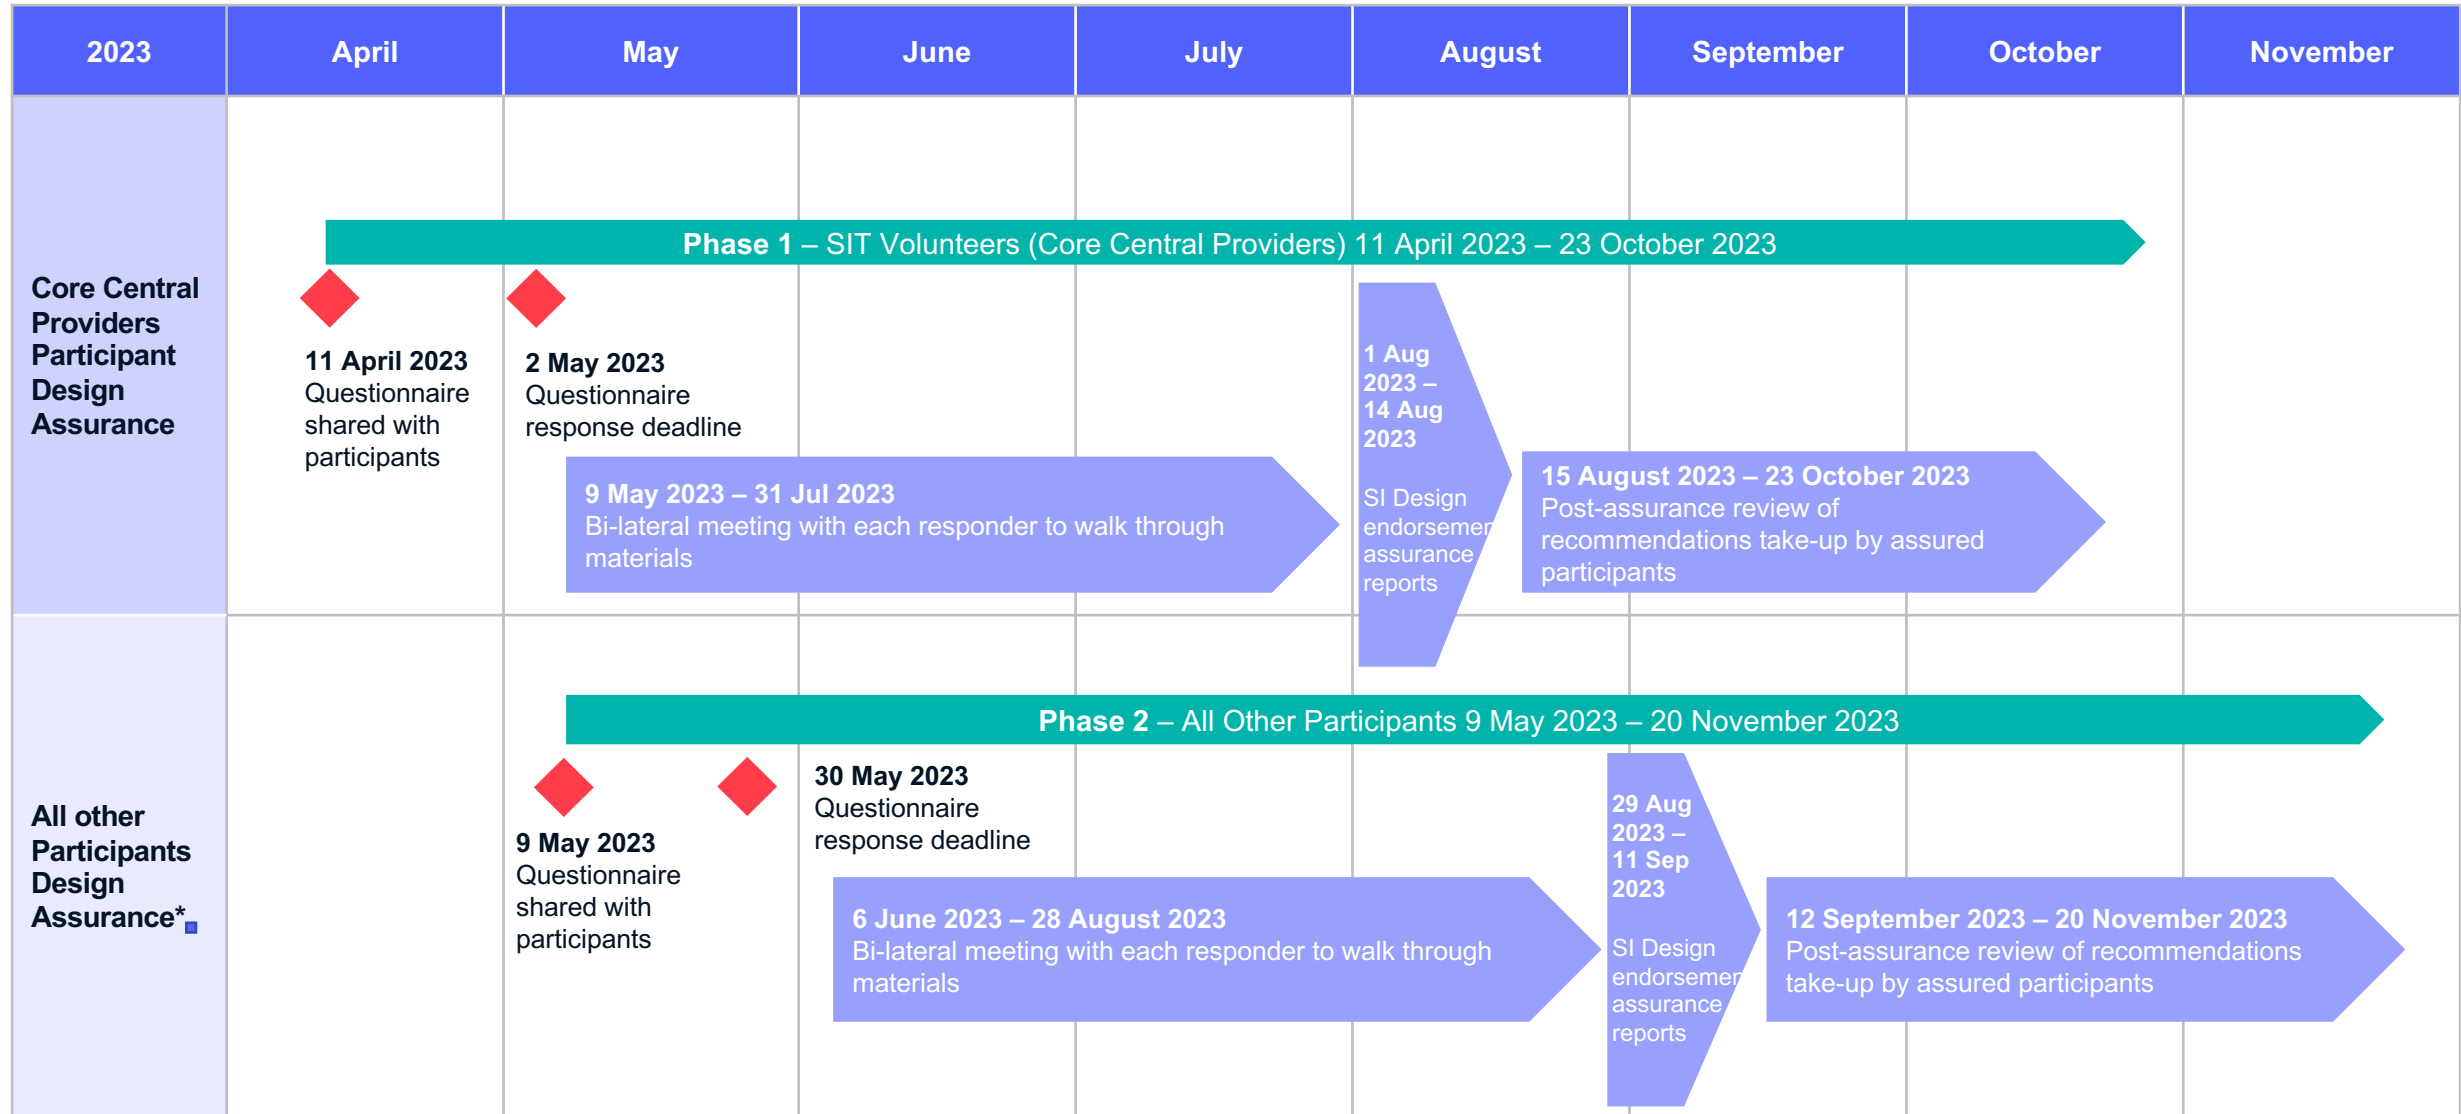 2023
April
May
June
July
August
September
October
November
Core Central
Providers
Participant
Design
Assurance
Phase 1 – SIT Volunteers (Core Central Providers) 11 April 2023 – 23 October 2023
11 April 2023
Questionnaire
shared with
participants
2 May 2023
Questionnaire
response deadline
9 May 2023 – 31 Jul 2023
Bi-lateral meeting with each responder to walk through
materials
1 Aug
2023 –
14 Aug
2023
SI Design
assurance
reports
15 August 2023 – 23 October 2023
Post-assurance review of
recommendations take-up by assured
participants
All other
Participants
Design
Assurance*
Phase 2 – All Other Participants 9 May 2023 – 20 November 2023
9 May 2023
Questionnaire
shared with
participants
30 May 2023
Questionnaire
response deadline
6 June 2023 – 28 August 2023
Bi-lateral meeting with each responder to walk through
materials
29 Aug
2023 –
11 Sep
2023
SI Design
assurance
reports
12 September 2023 – 20 November 2023
Post-assurance review of recommendations
take-up by assured participants